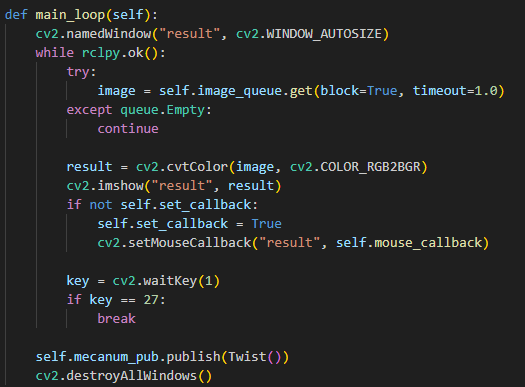 def main_loop(self):
    cv2.namedWindow("result", cv2.WINDOW_AUTOSIZE)
    while rclpy.ok():
        try:
            image = self.image_queue.get(block=True, timeout=1.0)
        except queue.Empty:
            continue

        result = cv2.cvtColor(image, cv2.COLOR_RGB2BGR)
        cv2.imshow("result", result)
        if not self.set_callback:
            self.set_callback = True
            cv2.setMouseCallback("result", self.mouse_callback)

        key = cv2.waitKey(1)
        if key == 27:
            break

    self.mecanum_pub.publish(Twist())
    cv2.destroyAllWindows()